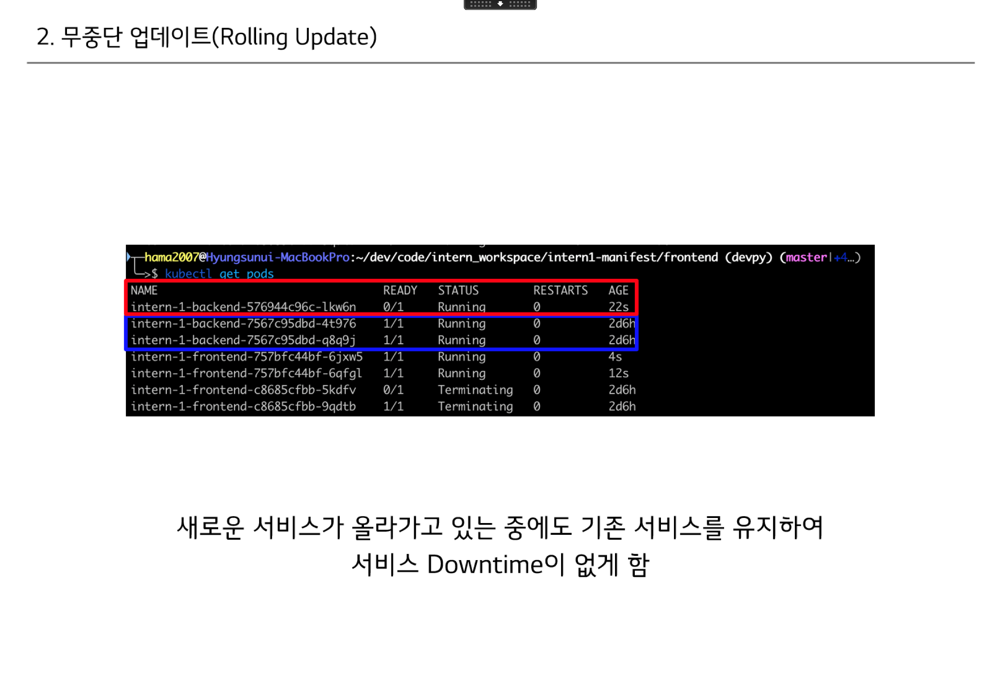 2. 무중단 업데이트(Rolling Update)
hama2007@Hyungsunui-MacBookPro:~/dev/code/intern_workspace/intern1-manifest/frontend (devpy) (master|+4…)
>$ kubectl get pods
NAME READY STATUS RESTARTS AGE
intern-1-backend-576944c96c-lkw6n 0/1 Running 0 22s
intern-1-backend-7567c95dbd-4t976 1/1 Running 0 2d6h
intern-1-backend-7567c95dbd-q8q9j 1/1 Running 0 2d6h
intern-1-frontend-757bfc44bf-6jxw5 1/1 Running 0 4s
intern-1-frontend-757bfc44bf-6qfgl 1/1 Running 0 12s
intern-1-frontend-c8685cfbb-5kdfv 0/1 Terminating 0 2d6h
intern-1-frontend-c8685cfbb-9qdtb 1/1 Terminating 0 2d6h
새로운 서비스가 올라가고 있는 중에도 기존 서비스를 유지하여
서비스 Downtime이 없게 함